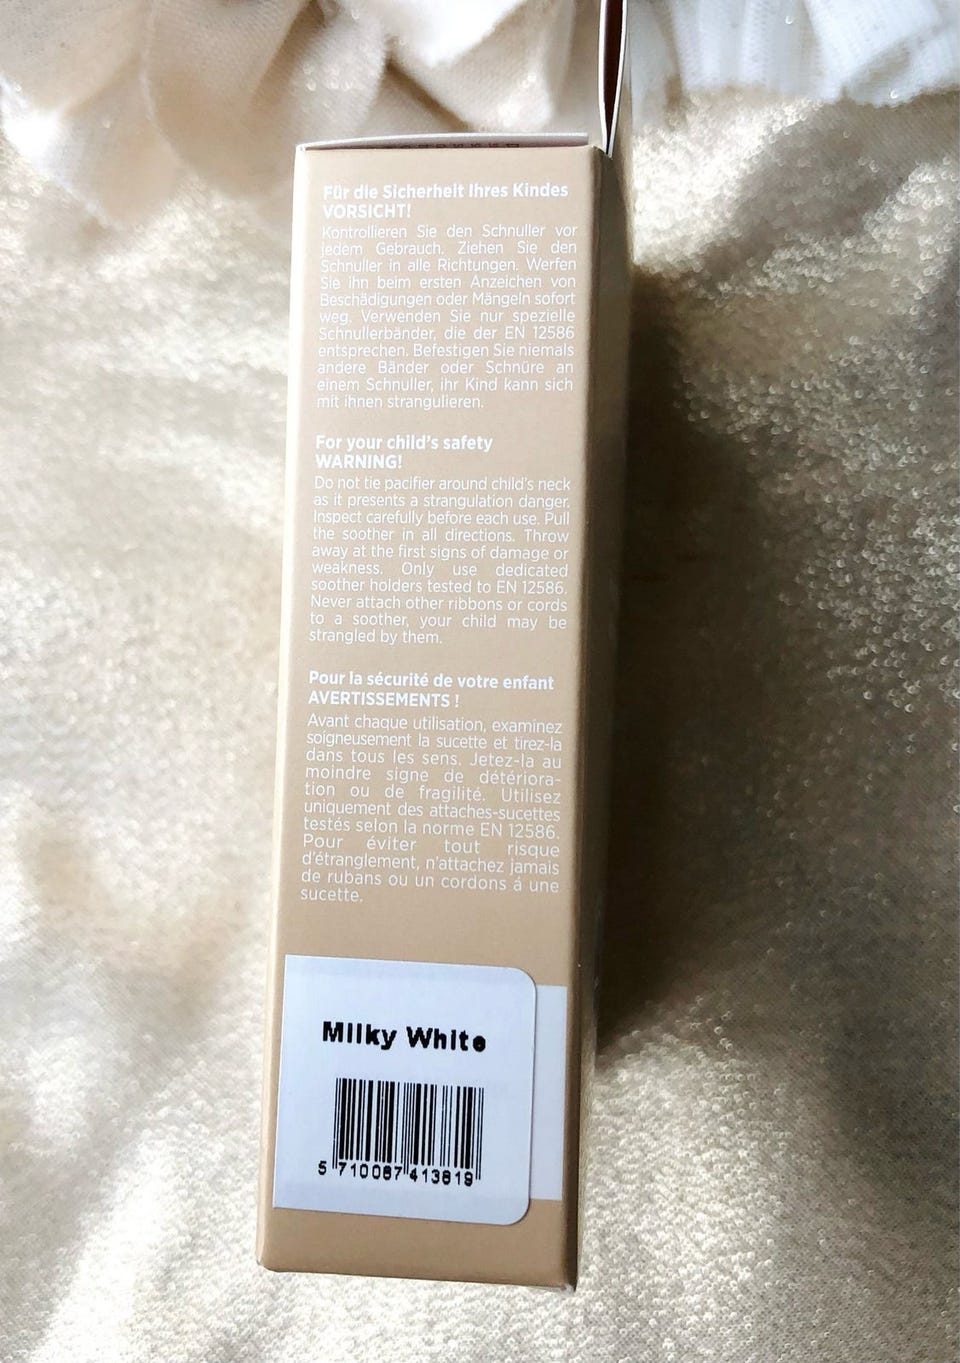 Für die Sicherheit Ihres Kindes
VORSICHT!
Kontrollieren Sie den Schnuller vor
jedem Gebrauch. Ziehen Sie den
Schnuller in alle Richtungen. Werfen
Sie ihn beim ersten Anzeichen von
Beschädigungen oder Mängeln sofort
weg. Verwenden Sie nur spezielle
Schnullerbänder, die der EN 12586
entsprechen. Befestigen Sie niemals
andere Bänder oder Schnüre an
einem Schnuller, ihr Kind kann sich
mit ihnen strangulieren.
For your child's safety
WARNING!
Do not tie pacifier around child's neck
as it presents a strangulation danger.
Inspect carefully before each use. Pull
the soother in all directions. Throw
away at the first signs of damage or
weakness. Only use dedicated
soother holders tested to EN 12586.
Never attach other ribbons or cords
to a soother, your child may be
strangled by them.
Pour la sécurité de votre enfant
AVERTISSEMENTS !
Avant chaque utilisation, examinez
soigneusement la sucette et tirez-la
dans tous les sens. Jetez-la au
moindre signe de détériora-
tion ou de fragilité. Utilisez
uniquement des attaches-sucettes
testés selon la norme EN 12586.
Pour éviter tout risque
d'étranglement, n'attachez jamais
de rubans ou un cordons á une
sucette.
Milky White
5 710087 413819